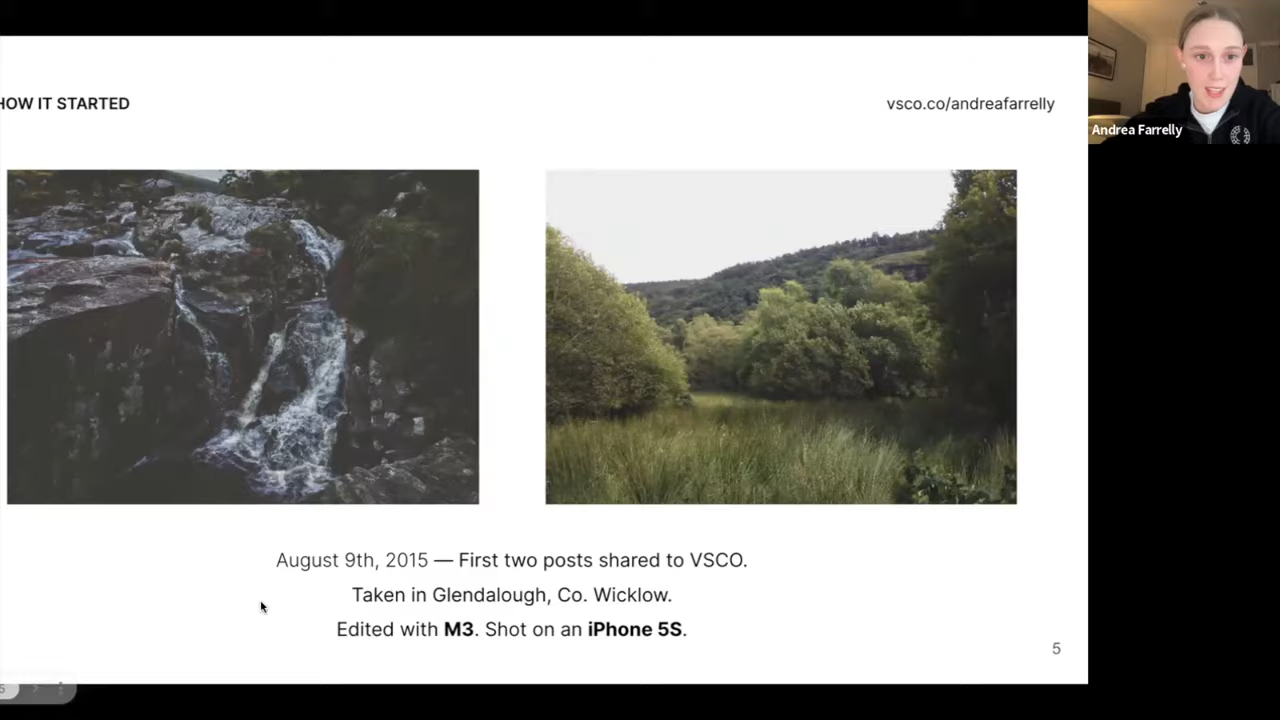 HOW IT STARTED
vsco.co/andreafarrelly
Andrea Farrelly
August 9th, 2015 — First two posts shared to VSCO.
Taken in Glendalough, Co. Wicklow.
Edited with M3. Shot on an iPhone 5S.
5
5